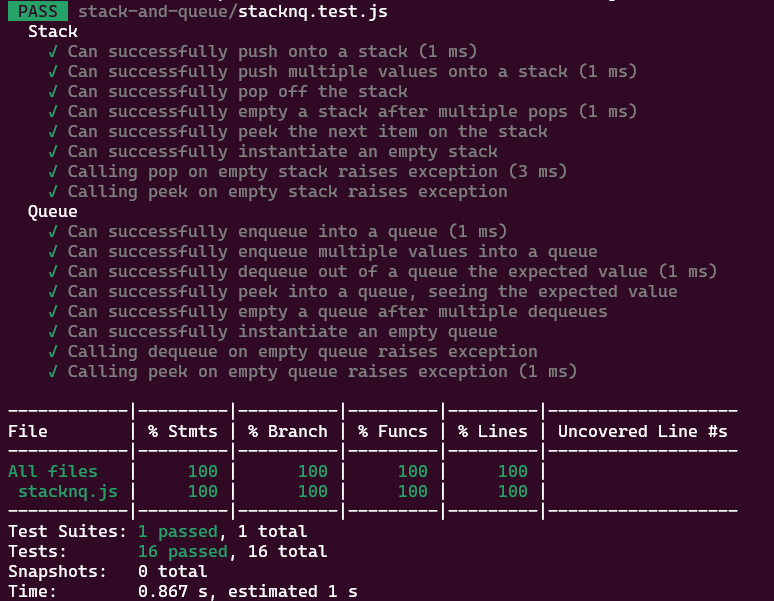 PASS stack-and-queue/stacknq.test.js
Stack
✓ Can successfully push onto a stack (1 ms)
✓ Can successfully push multiple values onto a stack (1 ms)
✓ Can successfully pop off the stack
✓ Can successfully empty a stack after multiple pops (1 ms)
✓ Can successfully peek the next item on the stack
✓ Can successfully instantiate an empty stack
✓ Calling pop on empty stack raises exception (3 ms)
✓ Calling peek on empty stack raises exception
Queue
✓ Can successfully enqueue into a queue (1 ms)
✓ Can successfully enqueue multiple values into a queue
✓ Can successfully dequeue out of a queue the expected value (1 ms)
✓ Can successfully peek into a queue, seeing the expected value
✓ Can successfully empty a queue after multiple dequeues
✓ Can successfully instantiate an empty queue
✓ Calling dequeue on empty queue raises exception
✓ Calling peek on empty queue raises exception (1 ms)
------------|---------|----------|---------|---------|-------------------
File        | % Stmts | % Branch | % Funcs | % Lines | Uncovered Line #s
------------|---------|----------|---------|---------|-------------------
All files   |     100 |      100 |     100 |     100 |
 stacknq.js |     100 |      100 |     100 |     100 |
------------|---------|----------|---------|---------|-------------------
Test Suites: 1 passed, 1 total
Tests:       16 passed, 16 total
Snapshots:   0 total
Time:        0.867 s, estimated 1 s